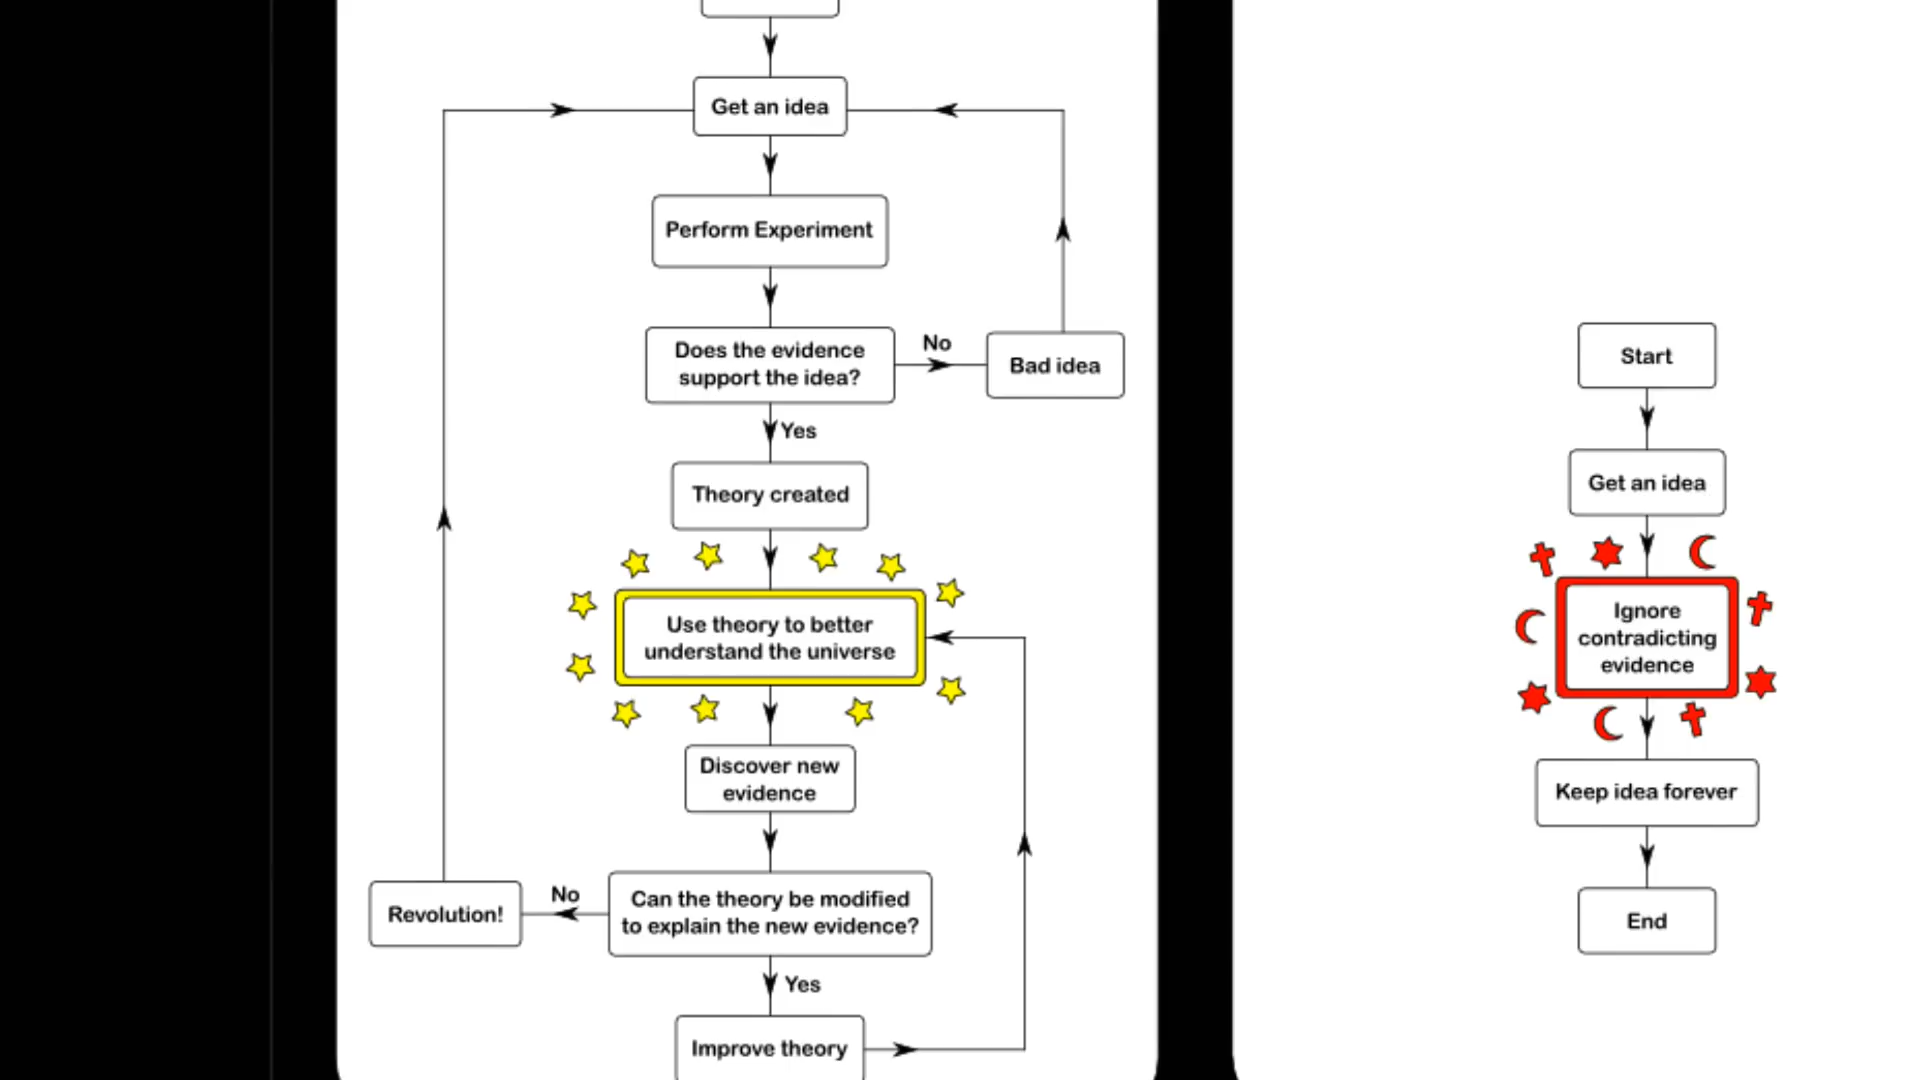 Get an idea
Perform Experiment
Does the evidence
support the idea?
No
Bad idea
Yes
Theory created
Use theory to better
understand the universe
Discover new
evidence
Can the theory be modified
to explain the new evidence?
No
Revolution!
Yes
Improve theory
Start
Get an idea
Ignore
contradicting
evidence
Keep idea forever
End